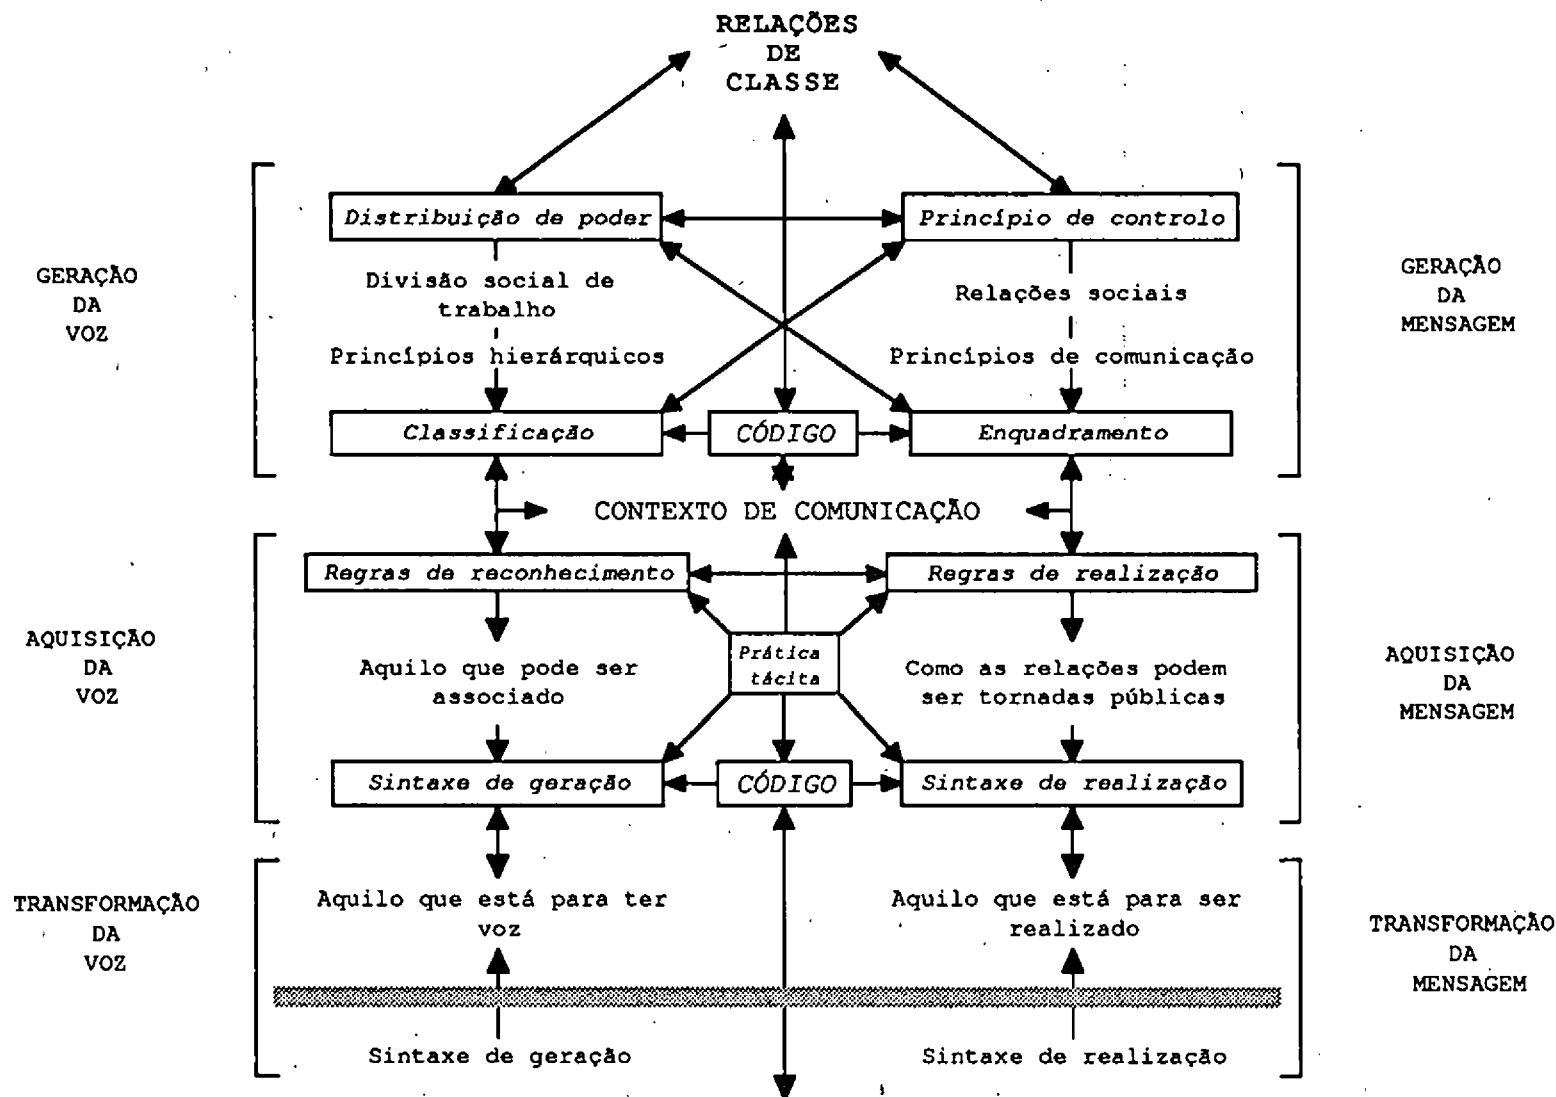 RELAÇÕES
DE
CLASSE
Distribuição de poder
Princípio de controlo
GERAÇÃO
DA
VOZ
Divisão social de
trabalho
Relações sociais
GERAÇÃO
DA
MENSAGEM
Princípios hierárquicos
Princípios de comunicação
Classificação
CÓDIGO
Enquadramento
CONTEXTO DE COMUNICAÇÃO
Regras de reconhecimento
Regras de realização
AQUISIÇÃO
DA
VOZ
Aquilo que pode ser
associado
Prática
tácita
Como as relações podem
ser tornadas públicas
AQUISIÇÃO
DA
MENSAGEM
Sintaxe de geração
CÓDIGO
Sintaxe de realização
TRANSFORMAÇÃO
DA
VOZ
Aquilo que está para ter
voz
Aquilo que está para ser
realizado
TRANSFORMAÇÃO
DA
MENSAGEM
Sintaxe de geração
Sintaxe de realização